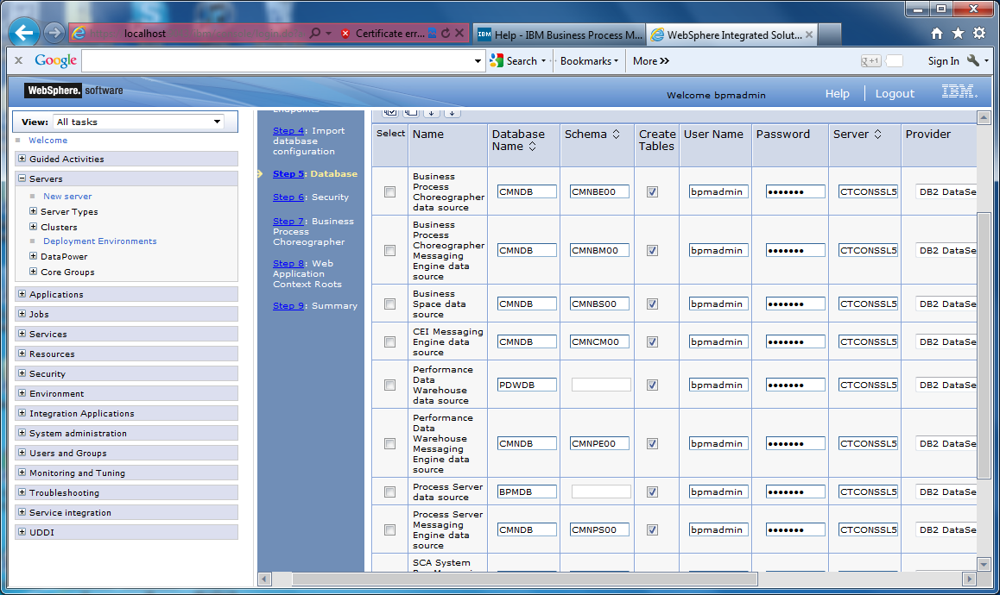 localhost
Certificate err...
IBM Help - IBM Business Process M...
WebSphere Integrated Solut...
x Google
Search
Bookmarks
More »
g +1
Sign In
WebSphere. software
Welcome bpmadmin
Help
Logout
IBM.
View: All tasks
Welcome
Guided Activities
Servers
New server
Server Types
Clusters
Deployment Environments
DataPower
Core Groups
Applications
Jobs
Services
Resources
Security
Environment
Integration Applications
System administration
Users and Groups
Monitoring and Tuning
Troubleshooting
Service integration
UDDI
Endpoints
Step 4: Import
database
configuration
Step 5: Database
Step 6: Security
Step 7: Business
Process
Choreographer
Step 8: Web
Application
Context Roots
Step 9: Summary
Select Name Database Schema Create User Name Password Server Provider
Name Tables
Business
Process
Choreographer
data source
CMNDB CMNBE00 bpmadmin ••••••• CTCONSSL5 DB2 DataSe
Business
Process
Choreographer
Messaging
Engine data
source
CMNDB CMNBM00 bpmadmin ••••••• CTCONSSL5 DB2 DataSe
Business
Space data
source
CMNDB CMNBS00 bpmadmin ••••••• CTCONSSL5 DB2 DataSe
CEI Messaging
Engine data
source
CMNDB CMNCM00 bpmadmin ••••••• CTCONSSL5 DB2 DataSe
Performance
Data
Warehouse
data source
PDWDB bpmadmin ••••••• CTCONSSL5 DB2 DataSe
Performance
Data
Warehouse
Messaging
Engine data
source
CMNDB CMNPE00 bpmadmin ••••••• CTCONSSL5 DB2 DataSe
Process Server
data source
BPMDB bpmadmin ••••••• CTCONSSL5 DB2 DataSe
Process Server
Messaging
Engine data
source
CMNDB CMNPS00 bpmadmin ••••••• CTCONSSL5 DB2 DataSe
SCA System